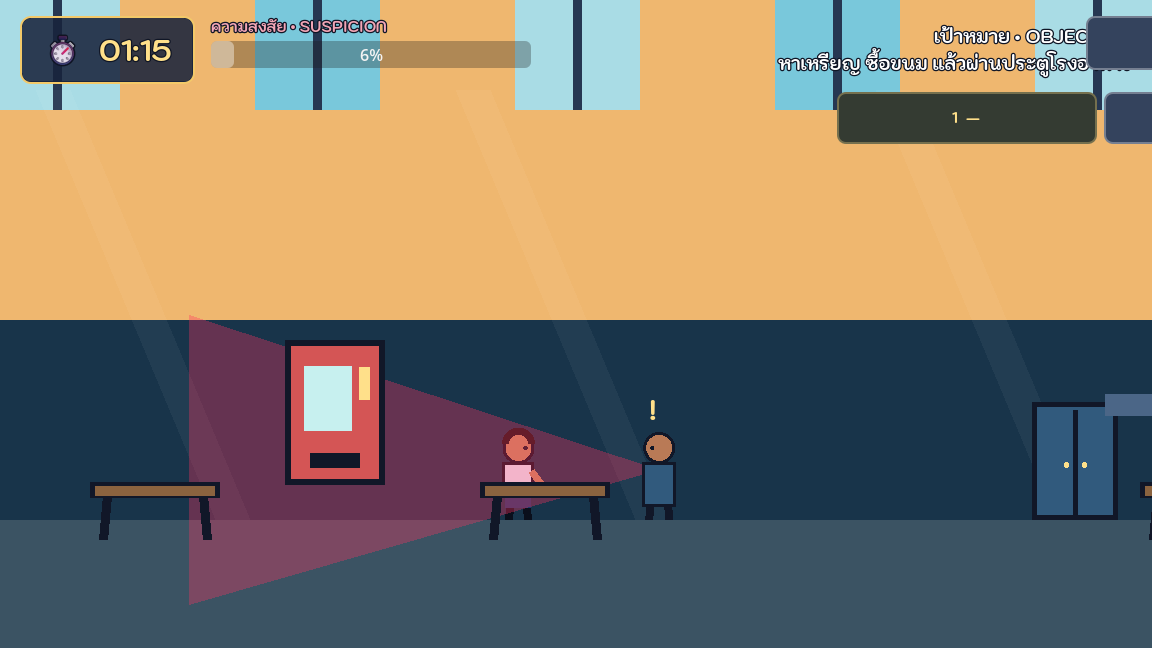 01:15
ความสงสัย • SUSPICION
6%
เป้าหมาย • OBJEC
หาเหรียญ ซื้อขนม แล้วผ่านประตูโรงอ
1 —
!